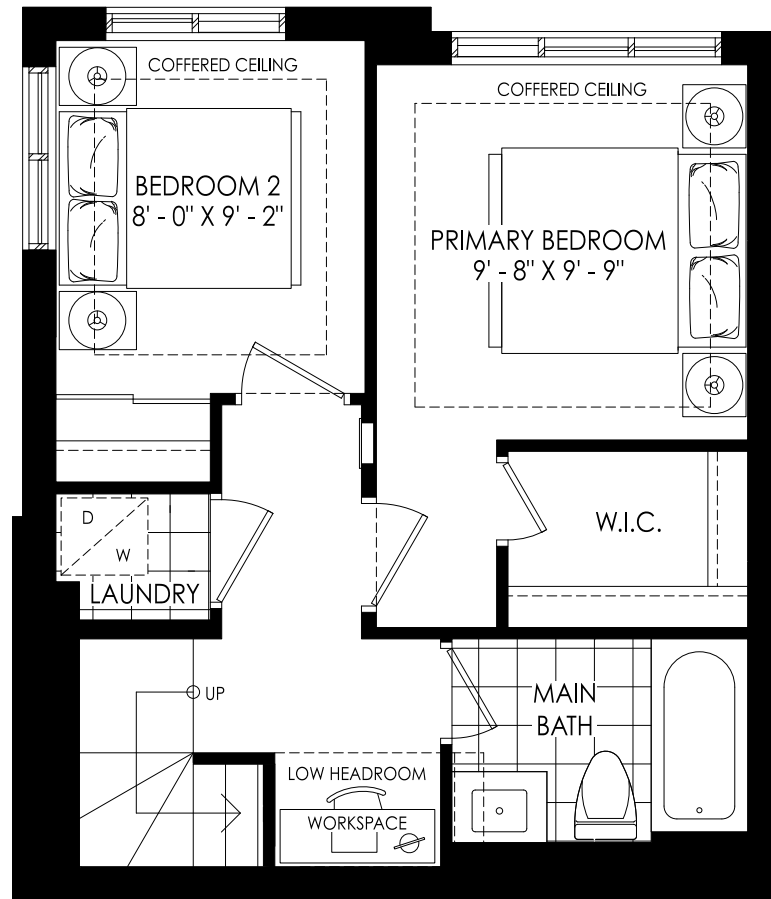 COFFERED CEILING
BEDROOM 2
8' - 0" X 9' - 2"
COFFERED CEILING
PRIMARY BEDROOM
9' - 8" X 9' - 9"
W.I.C.
D
W
LAUNDRY
UP
MAIN
BATH
LOW HEADROOM
WORKSPACE